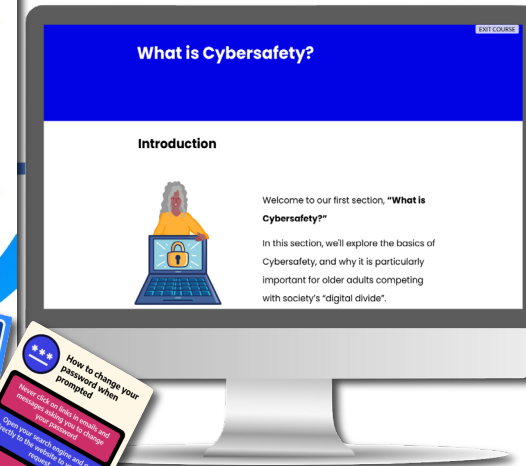 EXIT COURSE
What is Cybersafety?
Introduction
Welcome to our first section, “What is
Cybersafety?”
In this section, we'll explore the basics of
Cybersafety, and why it is particularly
important for older adults competing
with society’s “digital divide”.
***
How to change your
password when
prompted
Never click on links in emails and
messages asking you to change
your password
Open your search engine and
directly to the website to
request